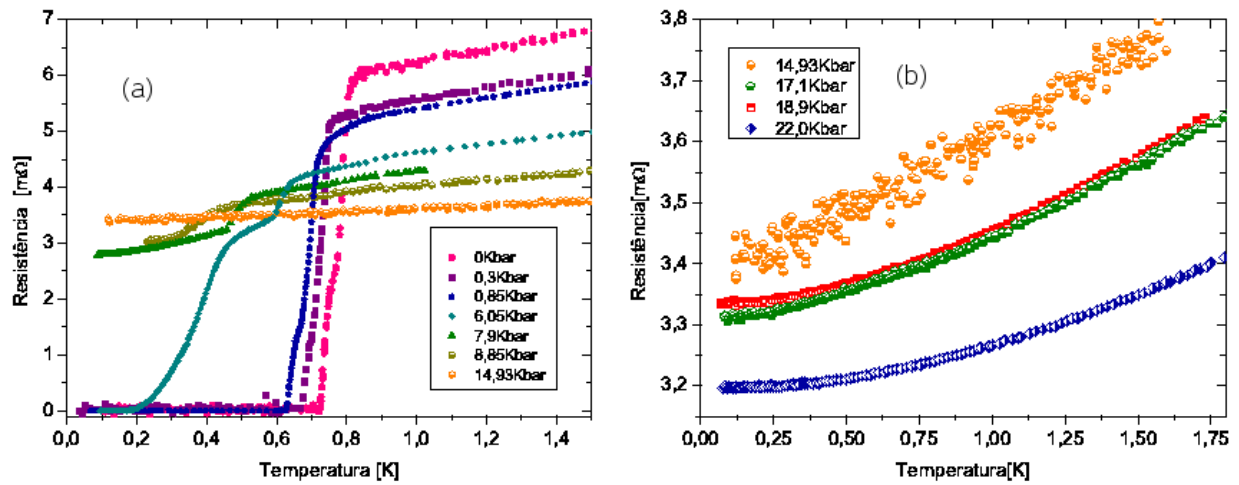 (a)
Resistência [mΩ]
7
6
5
4
3
2
1
0
0Kbar
0,3Kbar
0,85Kbar
6,05Kbar
7,9Kbar
8,85Kbar
14,93Kbar
0,0 0,2 0,4 0,6 0,8 1,0 1,2 1,4
Temperatura [K]
(b)
Resistência[mΩ]
3,8
3,7
3,6
3,5
3,4
3,3
3,2
14,93Kbar
17,1Kbar
18,9Kbar
22,0Kbar
0,00 0,25 0,50 0,75 1,00 1,25 1,50 1,75
Temperatura[K]